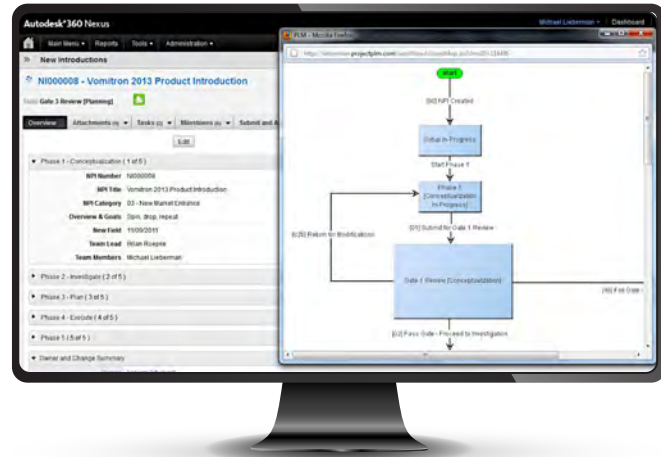 Autodesk 360 Nexus
Michael Lieberman
Dashboard
Main Menu
Reports
Tools
Administration
New Introductions
NI000008 - Vomitron 2013 Product Introduction
Gate 3 Review [Planning]
Overview
Attachments
Tasks
Milestones
Edit
Phase 1 - Conceptualization ( 1 of 5 )
NPI Number NI000008
NPI Title Vomitron 2013 Product Introduction
NPI Category 03 - New Market Entrance
Overview & Goals Spin, drop, repeat
New Field 11/09/2011
Team Lead Brian Roepke
Team Members Michael Lieberman
Phase 2 - Investigate ( 2 of 5 )
Phase 3 - Plan ( 3 of 5 )
Phase 4 - Execute ( 4 of 5 )
Phase 5 ( 5 of 5 )
Owner and Change Summary
PLM - Mozilla Firefox
start
NPI Created
Initial In-Progress
Start Phase 1
Phase 1
[Conceptualization
In-Progress]
[01] Submit for Gate 1 Review
Return for Modifications
Gate 1 Review [Conceptualization]
[02] Pass Gate - Proceed to Investigation